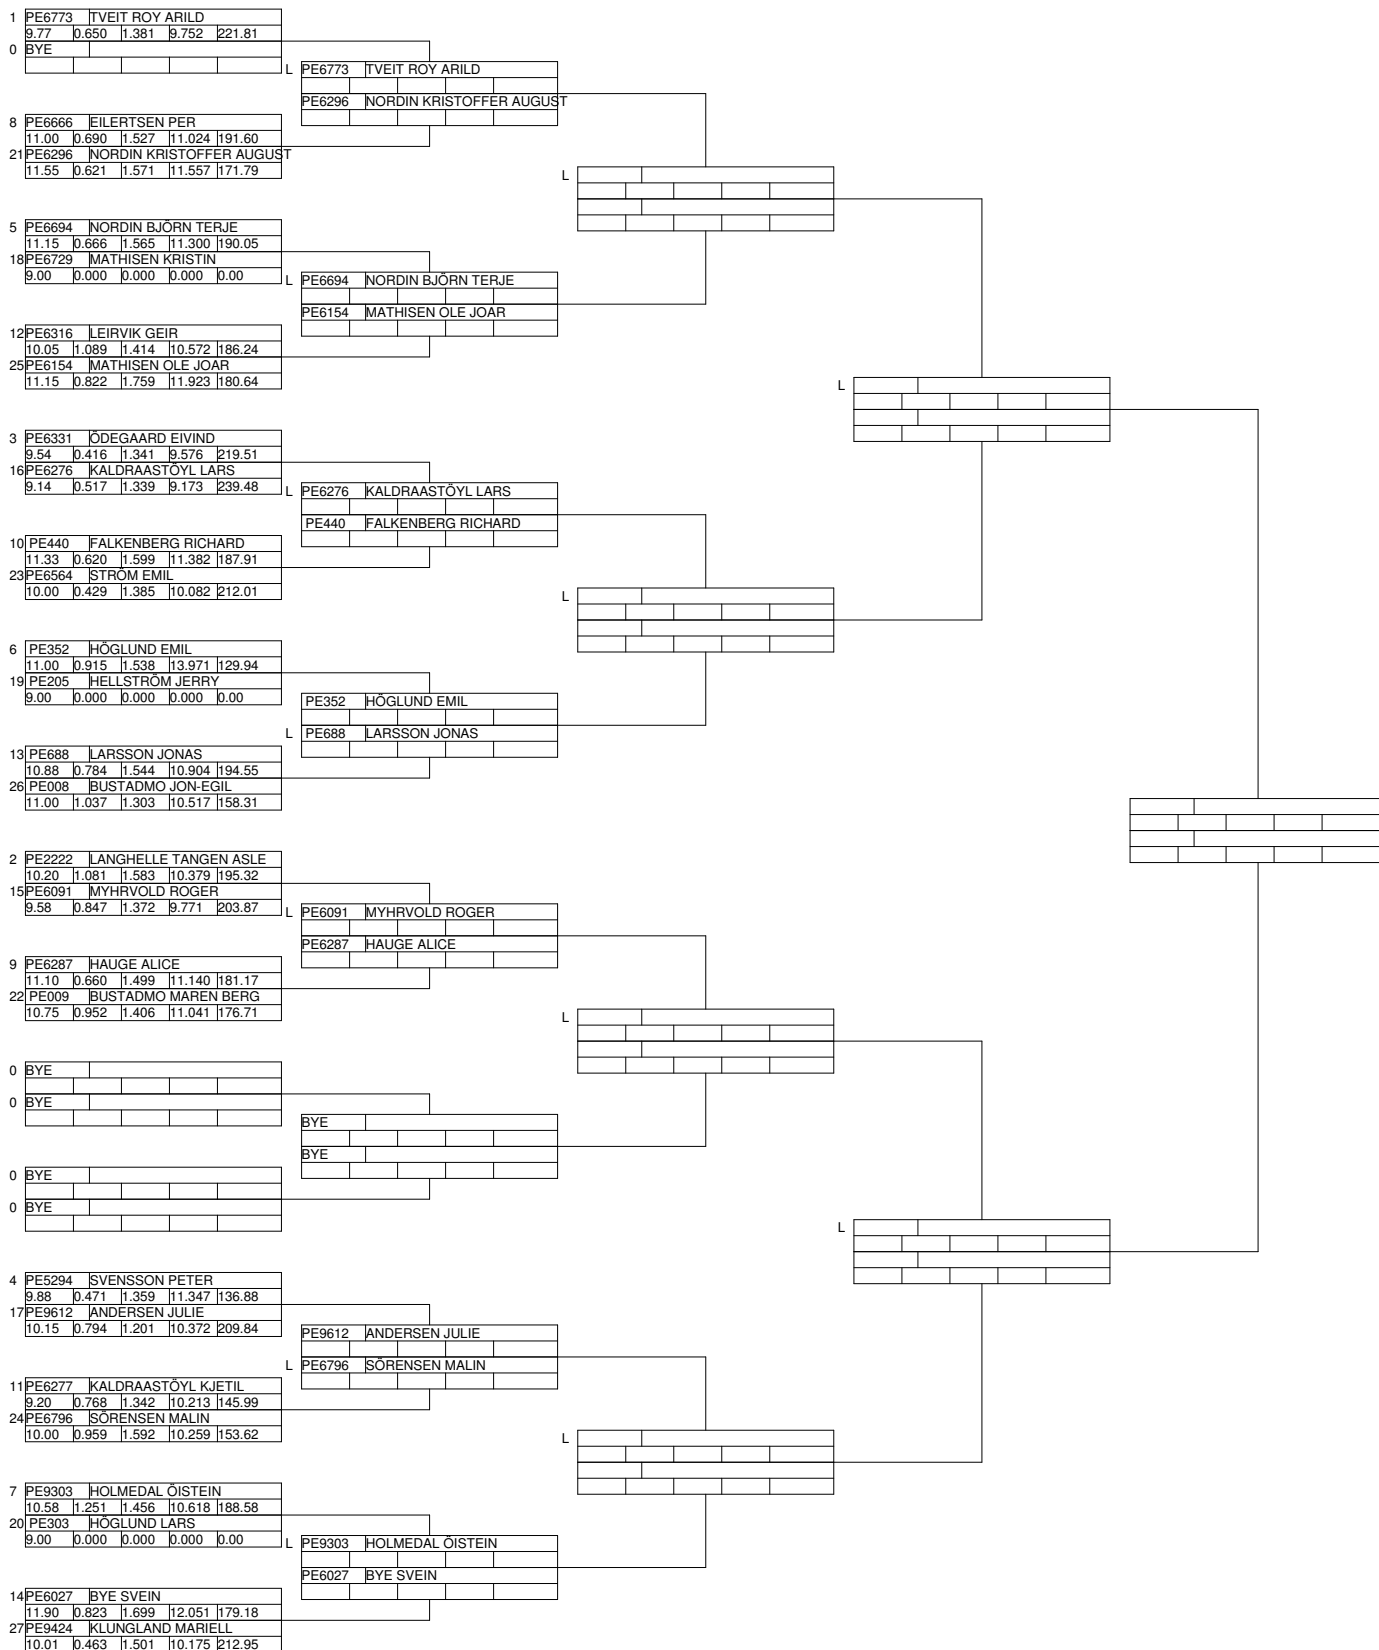 1 PE6773 TVEIT ROY ARILD
9.77 0.650 1.381 9.752 221.81
0 BYE
8 PE6666 EILERTSEN PER
11.00 0.690 1.527 11.024 191.60
21 PE6296 NORDIN KRISTOFFER AUGUST
11.55 0.621 1.571 11.557 171.79
5 PE6694 NORDIN BJÖRN TERJE
11.15 0.666 1.565 11.300 190.05
18 PE6729 MATHISEN KRISTIN
9.00 0.000 0.000 0.000 0.00
12 PE6316 LEIRVIK GEIR
10.05 1.089 1.414 10.572 186.24
25 PE6154 MATHISEN OLE JOAR
11.15 0.822 1.759 11.923 180.64
3 PE6331 ÖDEGAARD EIVIND
9.54 0.416 1.341 9.576 219.51
16 PE6276 KALDRAASTÖYL LARS
9.14 0.517 1.339 9.173 239.48
10 PE440 FALKENBERG RICHARD
11.33 0.620 1.599 11.382 187.91
23 PE6564 STRÖM EMIL
10.00 0.429 1.385 10.082 212.01
6 PE352 HÖGLUND EMIL
11.00 0.915 1.538 13.971 129.94
19 PE205 HELLSTRÖM JERRY
9.00 0.000 0.000 0.000 0.00
13 PE688 LARSSON JONAS
10.88 0.784 1.544 10.904 194.55
26 PE008 BUSTADMO JON-EGIL
11.00 1.037 1.303 10.517 158.31
2 PE2222 LANGHELLE TANGEN ASLE
10.20 1.081 1.583 10.379 195.32
15 PE6091 MYHRVOLD ROGER
9.58 0.847 1.372 9.771 203.87
9 PE6287 HAUGE ALICE
11.10 0.660 1.499 11.140 181.17
22 PE009 BUSTADMO MAREN BERG
10.75 0.952 1.406 11.041 176.71
0 BYE
0 BYE
0 BYE
0 BYE
4 PE5294 SVENSSON PETER
9.88 0.471 1.359 11.347 136.88
17 PE9612 ANDERSEN JULIE
10.15 0.794 1.201 10.372 209.84
11 PE6277 KALDRAASTÖYL KJETIL
9.20 0.768 1.342 10.213 145.99
24 PE6796 SÖRENSEN MALIN
10.00 0.959 1.592 10.259 153.62
7 PE9303 HOLMEDAL ÖISTEIN
10.58 1.251 1.456 10.618 188.58
20 PE303 HÖGLUND LARS
9.00 0.000 0.000 0.000 0.00
14 PE6027 BYE SVEIN
11.90 0.823 1.699 12.051 179.18
27 PE9424 KLUNGLAND MARIELL
10.01 0.463 1.501 10.175 212.95
L PE6773 TVEIT ROY ARILD
PE6296 NORDIN KRISTOFFER AUGUST
L PE6694 NORDIN BJÖRN TERJE
PE6154 MATHISEN OLE JOAR
L PE6276 KALDRAASTÖYL LARS
PE440 FALKENBERG RICHARD
PE352 HÖGLUND EMIL
L PE688 LARSSON JONAS
L PE6091 MYHRVOLD ROGER
PE6287 HAUGE ALICE
BYE
BYE
PE9612 ANDERSEN JULIE
L PE6796 SÖRENSEN MALIN
L PE9303 HOLMEDAL ÖISTEIN
PE6027 BYE SVEIN
L
L
L
L
L
L